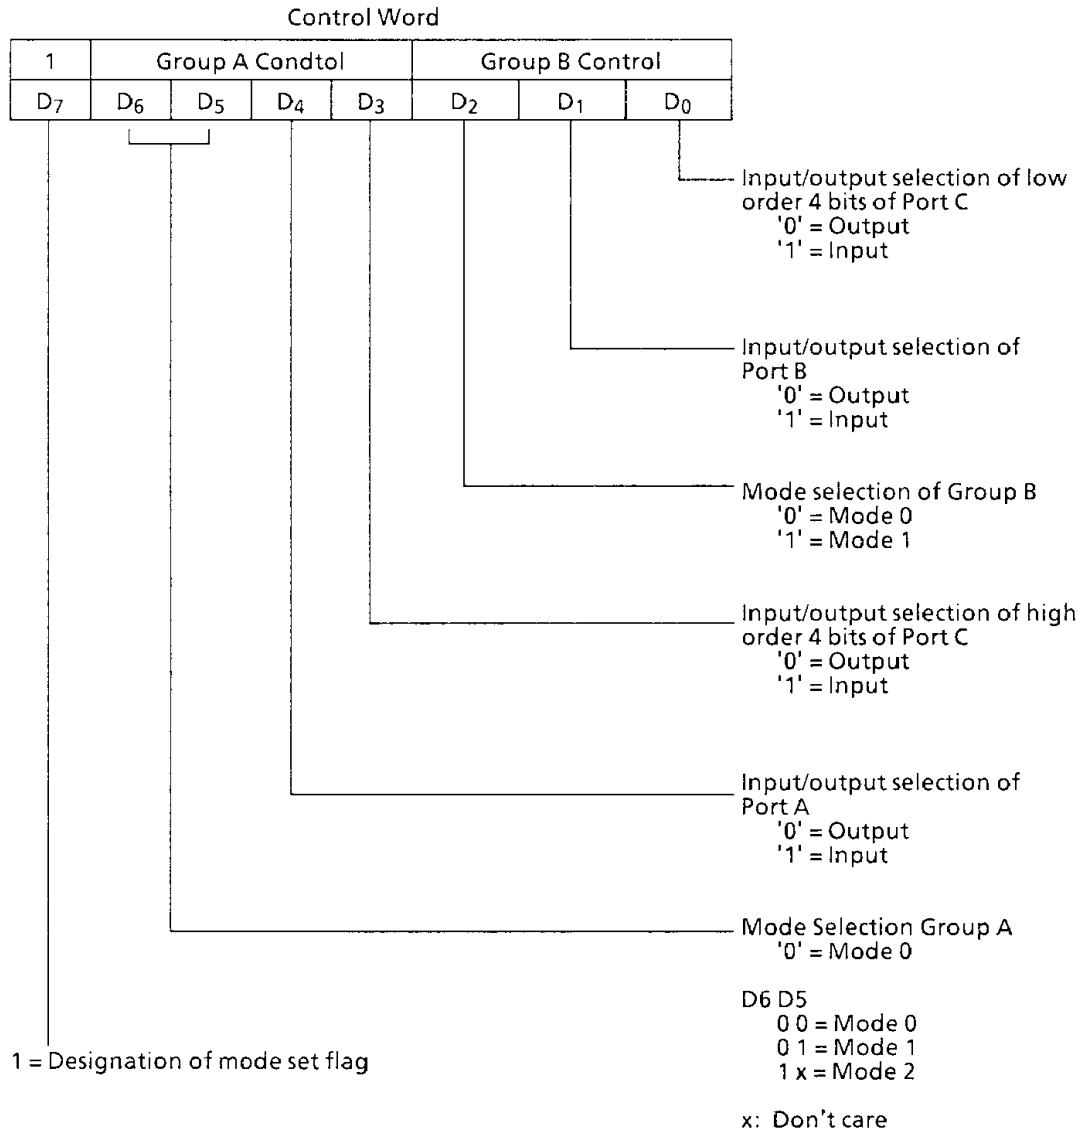 Control Word
1 Group A Condtol Group B Control
D7 D6 D5 D4 D3 D2 D1 D0
Input/output selection of low
order 4 bits of Port C
'0' = Output
'1' = Input
Input/output selection of
Port B
'0' = Output
'1' = Input
Mode selection of Group B
'0' = Mode 0
'1' = Mode 1
Input/output selection of high
order 4 bits of Port C
'0' = Output
'1' = Input
Input/output selection of
Port A
'0' = Output
'1' = Input
Mode Selection Group A
'0' = Mode 0
D6 D5
0 0 = Mode 0
0 1 = Mode 1
1 x = Mode 2
1 = Designation of mode set flag
x: Don't care